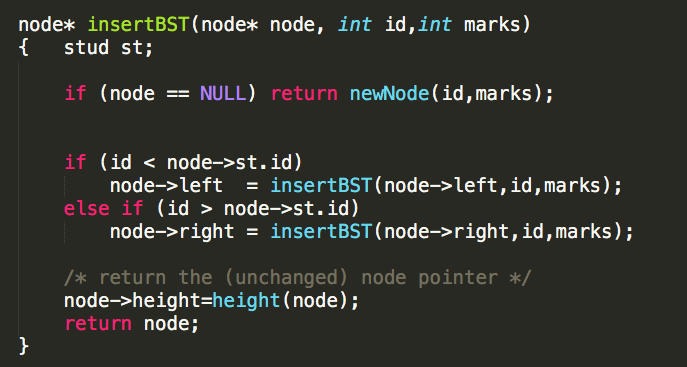 node* insertBST(node* node, int id,int marks)
{   stud st;
    if (node == NULL) return newNode(id,marks);
    if (id < node->st.id)
        node->left  = insertBST(node->left,id,marks);
    else if (id > node->st.id)
        node->right = insertBST(node->right,id,marks);
    /* return the (unchanged) node pointer */
    node->height=height(node);
    return node;
}